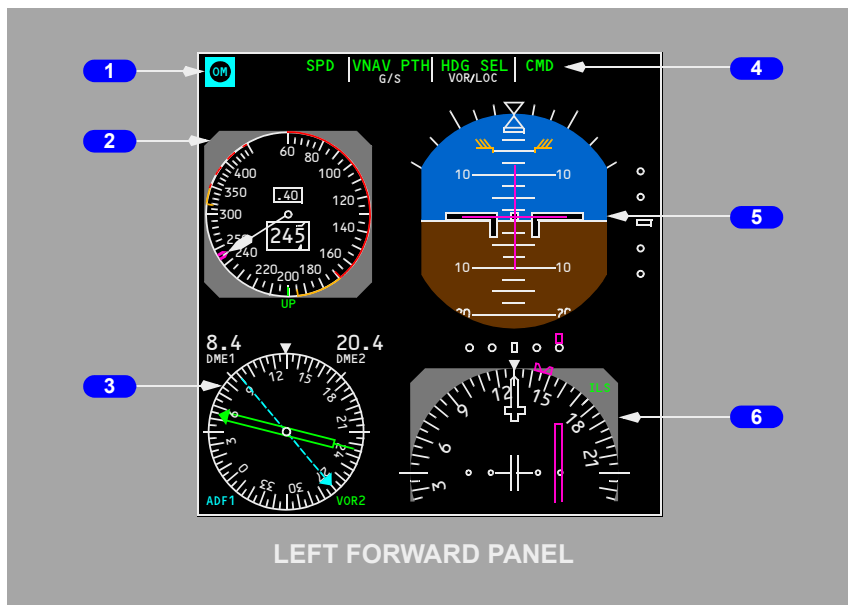 1
OM
SPD VNAV PTH HDG SEL CMD
G/S VOR/LOC
4
2
60 80 100 120 140 160 180 200 220 240 250 300 350 400
.40
245
UP
10 10
5
10 10
20 20
8.4 20.4
DME1 DME2
3
0 3 6 9 12 15 18 21 24 27 30 33
ADF1 VOR2
3 6 9 12 15 18 21
ILS
6
LEFT FORWARD PANEL